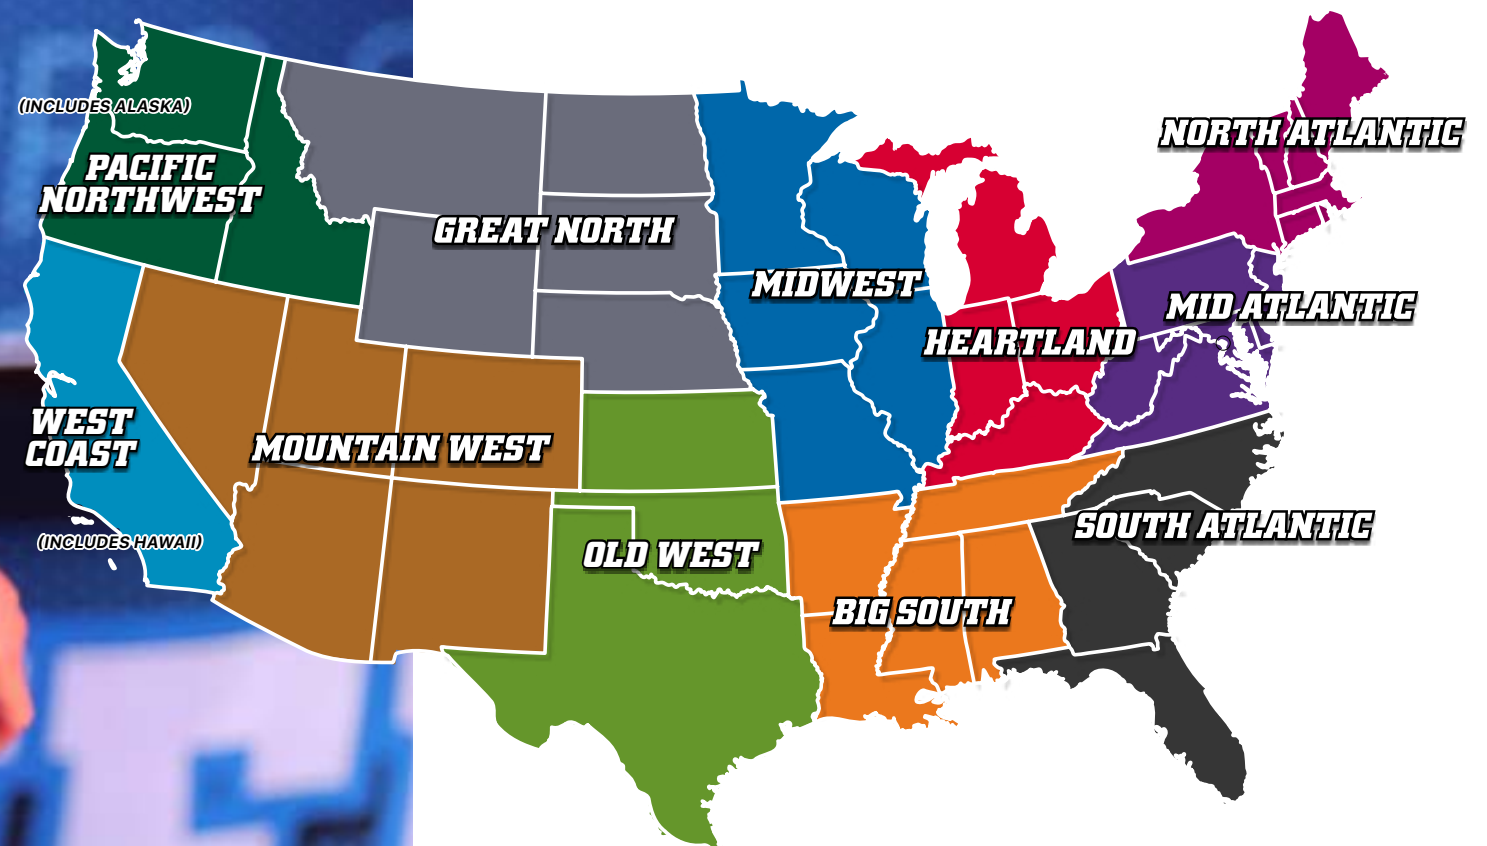 (INCLUDES ALASKA)
PACIFIC
NORTHWEST
GREAT NORTH
MIDWEST
HEARTLAND
NORTH ATLANTIC
MID ATLANTIC
WEST
COAST
MOUNTAIN WEST
(INCLUDES HAWAII)
OLD WEST
BIG SOUTH
SOUTH ATLANTIC